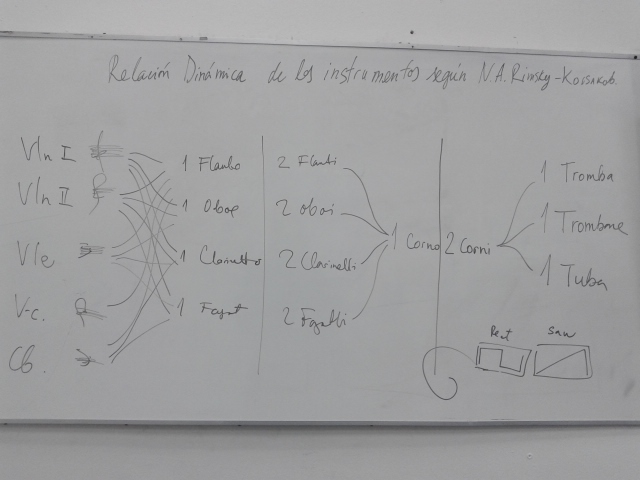 Relación Dinámica de los instrumentos según N.A. Rimsky-Korsakov.
Vln I
Vln II
Vle
V-c.
CB.
1 Flauto
1 Oboe
1 Clarinetto
1 Fagot
2 Flauti
2 Oboi
2 Clarinetti
2 Fagotti
1 Corno
2 Corni
1 Tromba
1 Trombone
1 Tuba
Saw